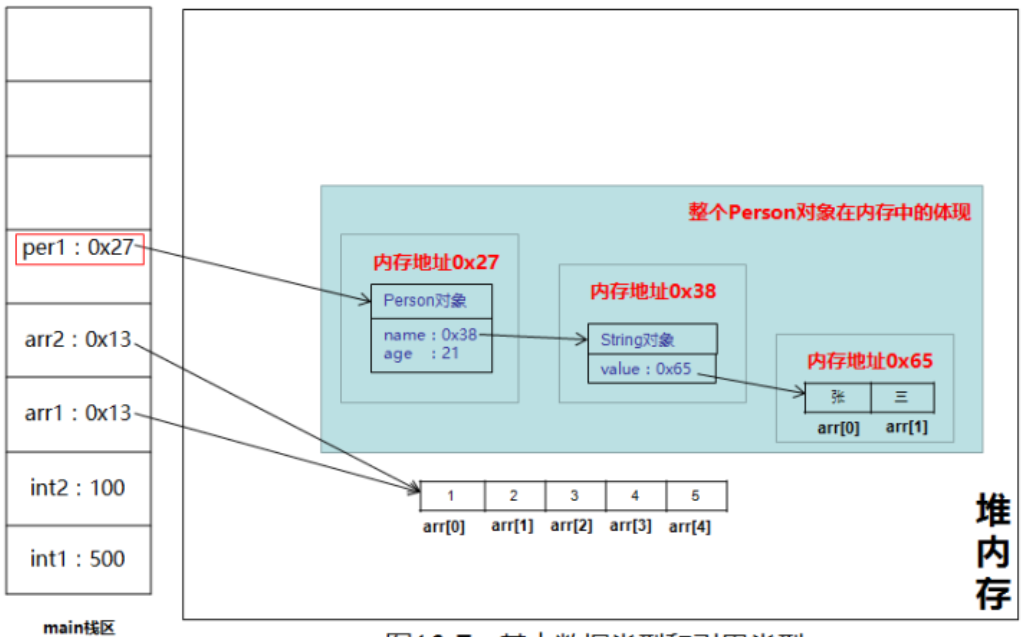 per1：0x27
arr2：0x13
arr1：0x13
int2：100
int1：500
main栈区
整个Person对象在内存中的体现
内存地址0x27
Person对象
name：0x38
age ：21
内存地址0x38
String对象
value：0x65
内存地址0x65
张 三
arr[0] arr[1]
1 2 3 4 5
arr[0] arr[1] arr[2] arr[3] arr[4]
堆
内
存